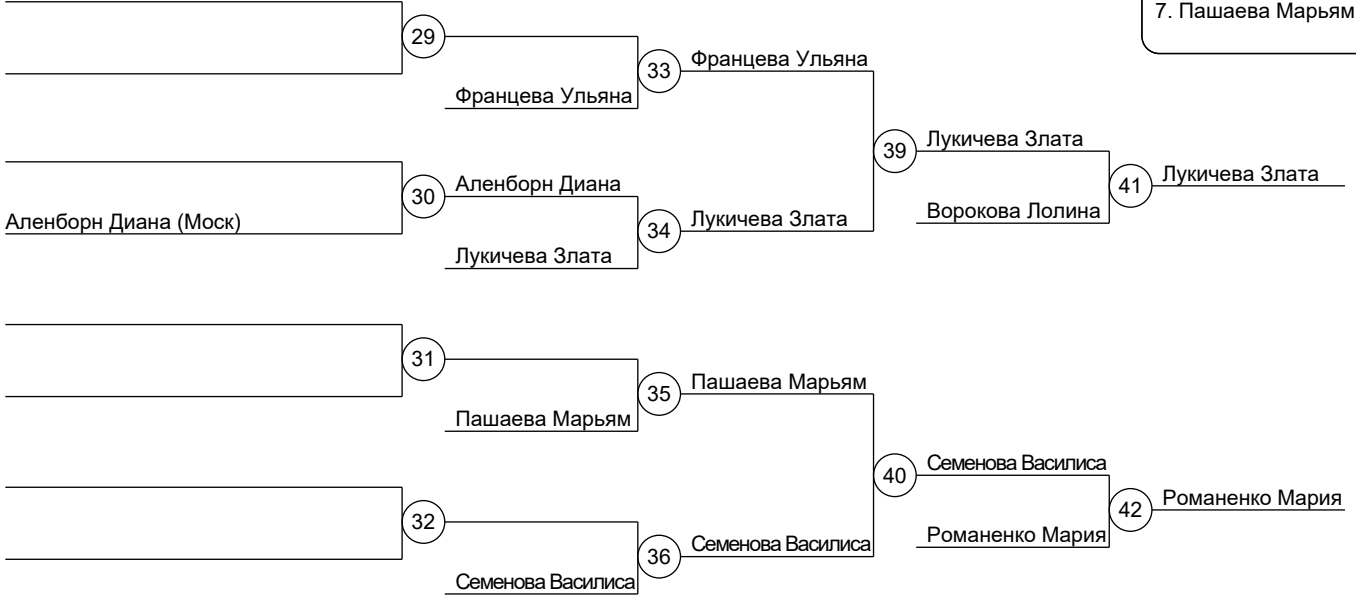 7. Пашаева Марьям
29
33
Францева Ульяна
Францева Ульяна
39
Лукичева Злата
41
Лукичева Злата
30
Аленборн Диана
Аленборн Диана (Моск)
34
Лукичева Злата
Ворокова Лолина
Лукичева Злата
31
35
Пашаева Марьям
Пашаева Марьям
40
Семенова Василиса
42
Романенко Мария
32
36
Семенова Василиса
Романенко Мария
Семенова Василиса